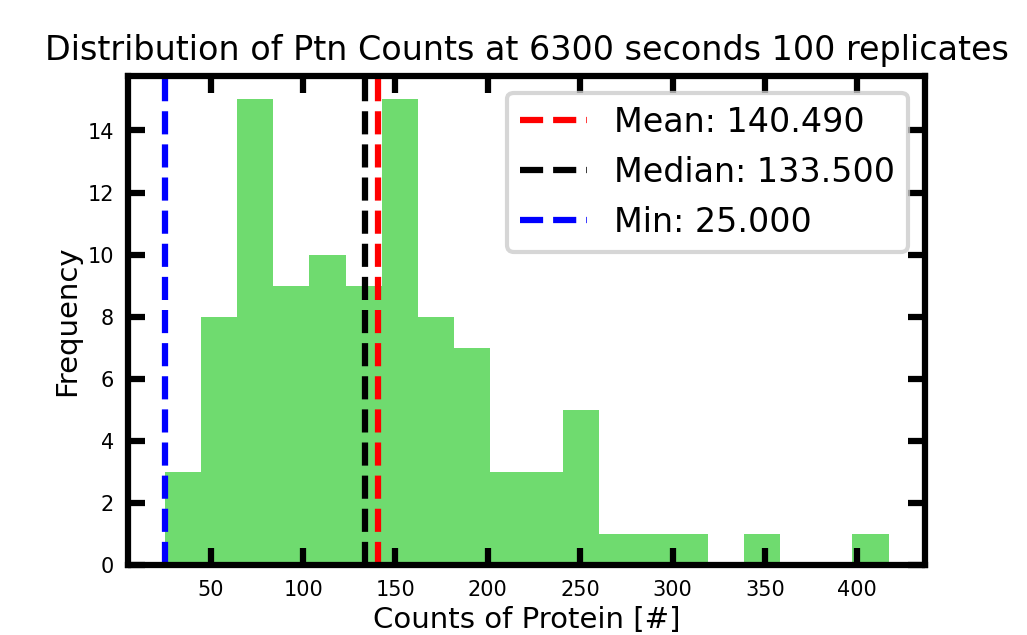 Distribution of Ptn Counts at 6300 seconds 100 replicates
Mean: 140.490
Median: 133.500
Min: 25.000
Frequency
14
12
10
8
6
4
2
0
50 100 150 200 250 300 350 400
Counts of Protein [#]